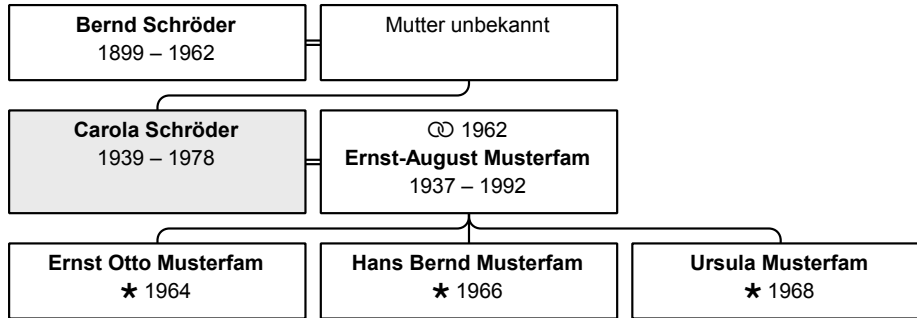 Bernd Schröder
1899 – 1962
Mutter unbekannt
Carola Schröder
1939 – 1978
⚭ 1962
Ernst-August Musterfam
1937 – 1992
Ernst Otto Musterfam
★ 1964
Hans Bernd Musterfam
★ 1966
Ursula Musterfam
★ 1968